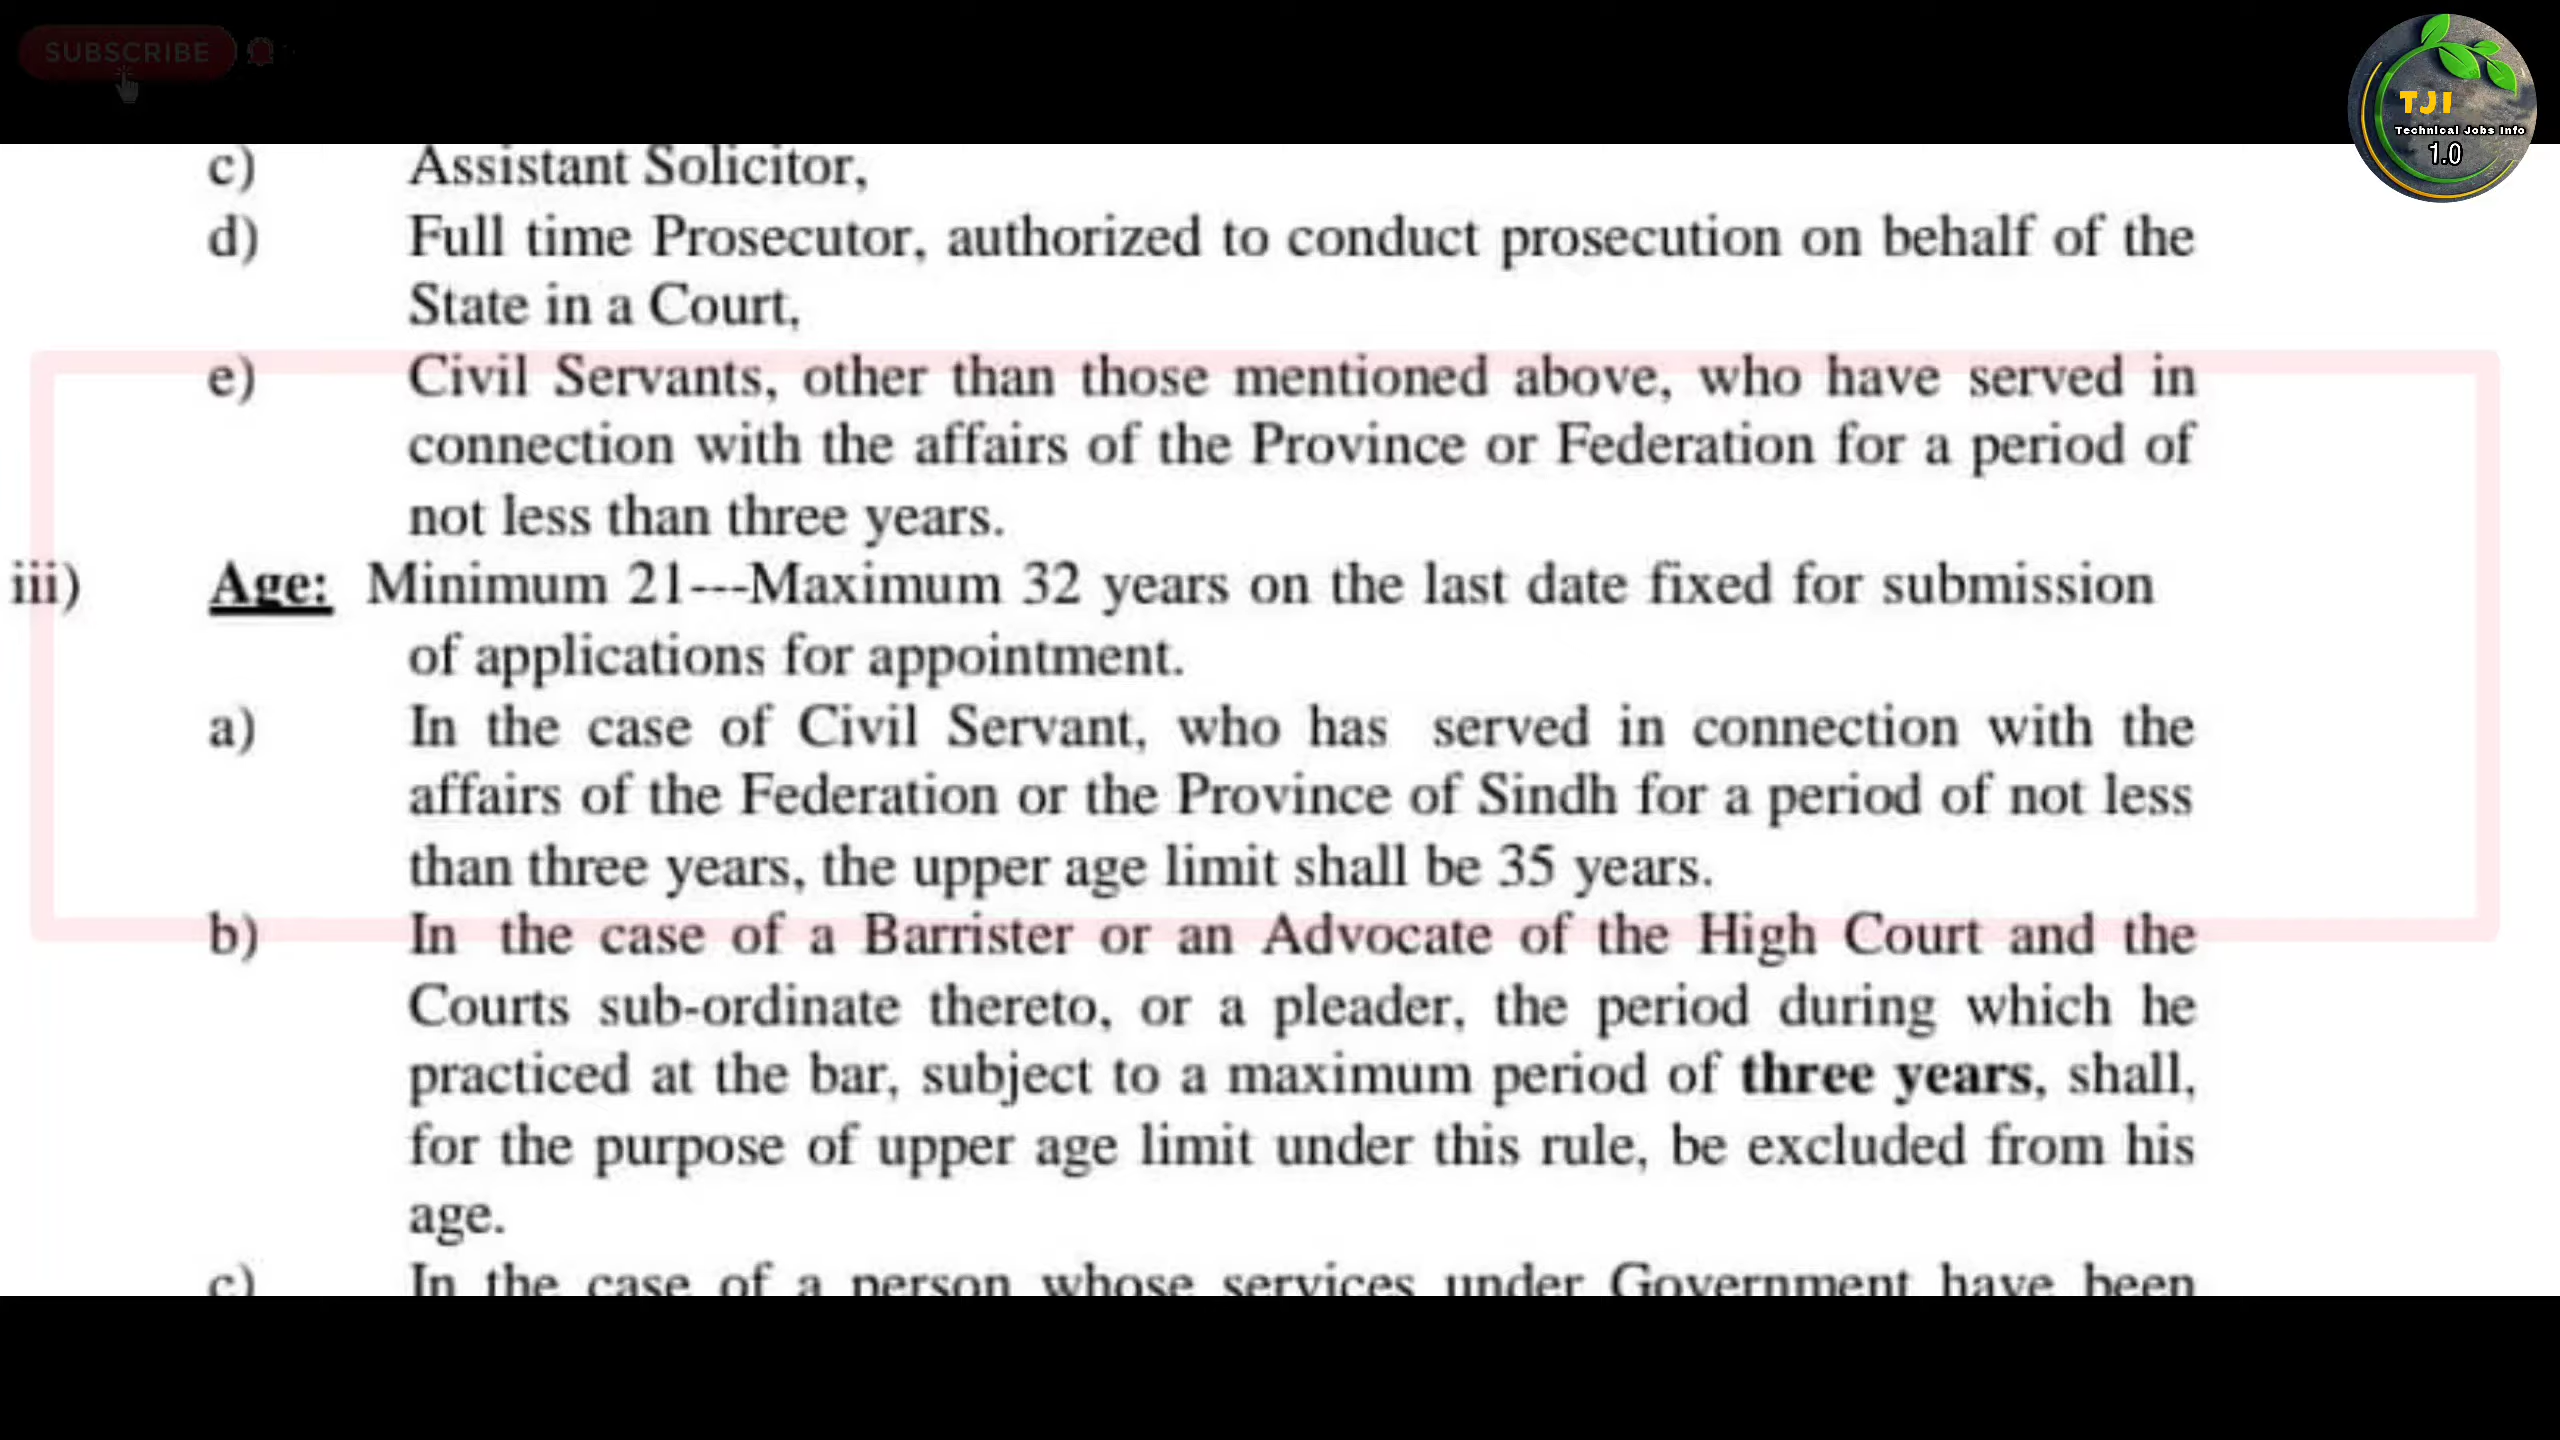 SUBSCRIBE
TJI
Technical Jobs Info
1.0
c) Assistant Solicitor,
d) Full time Prosecutor, authorized to conduct prosecution on behalf of the
State in a Court,
e) Civil Servants, other than those mentioned above, who have served in
connection with the affairs of the Province or Federation for a period of
not less than three years.
iii) Age: Minimum 21---Maximum 32 years on the last date fixed for submission
of applications for appointment.
a) In the case of Civil Servant, who has served in connection with the
affairs of the Federation or the Province of Sindh for a period of not less
than three years, the upper age limit shall be 35 years.
b) In the case of a Barrister or an Advocate of the High Court and the
Courts sub-ordinate thereto, or a pleader, the period during which he
practiced at the bar, subject to a maximum period of three years, shall,
for the purpose of upper age limit under this rule, be excluded from his
age.
c) In the case of a person whose services under Government have been